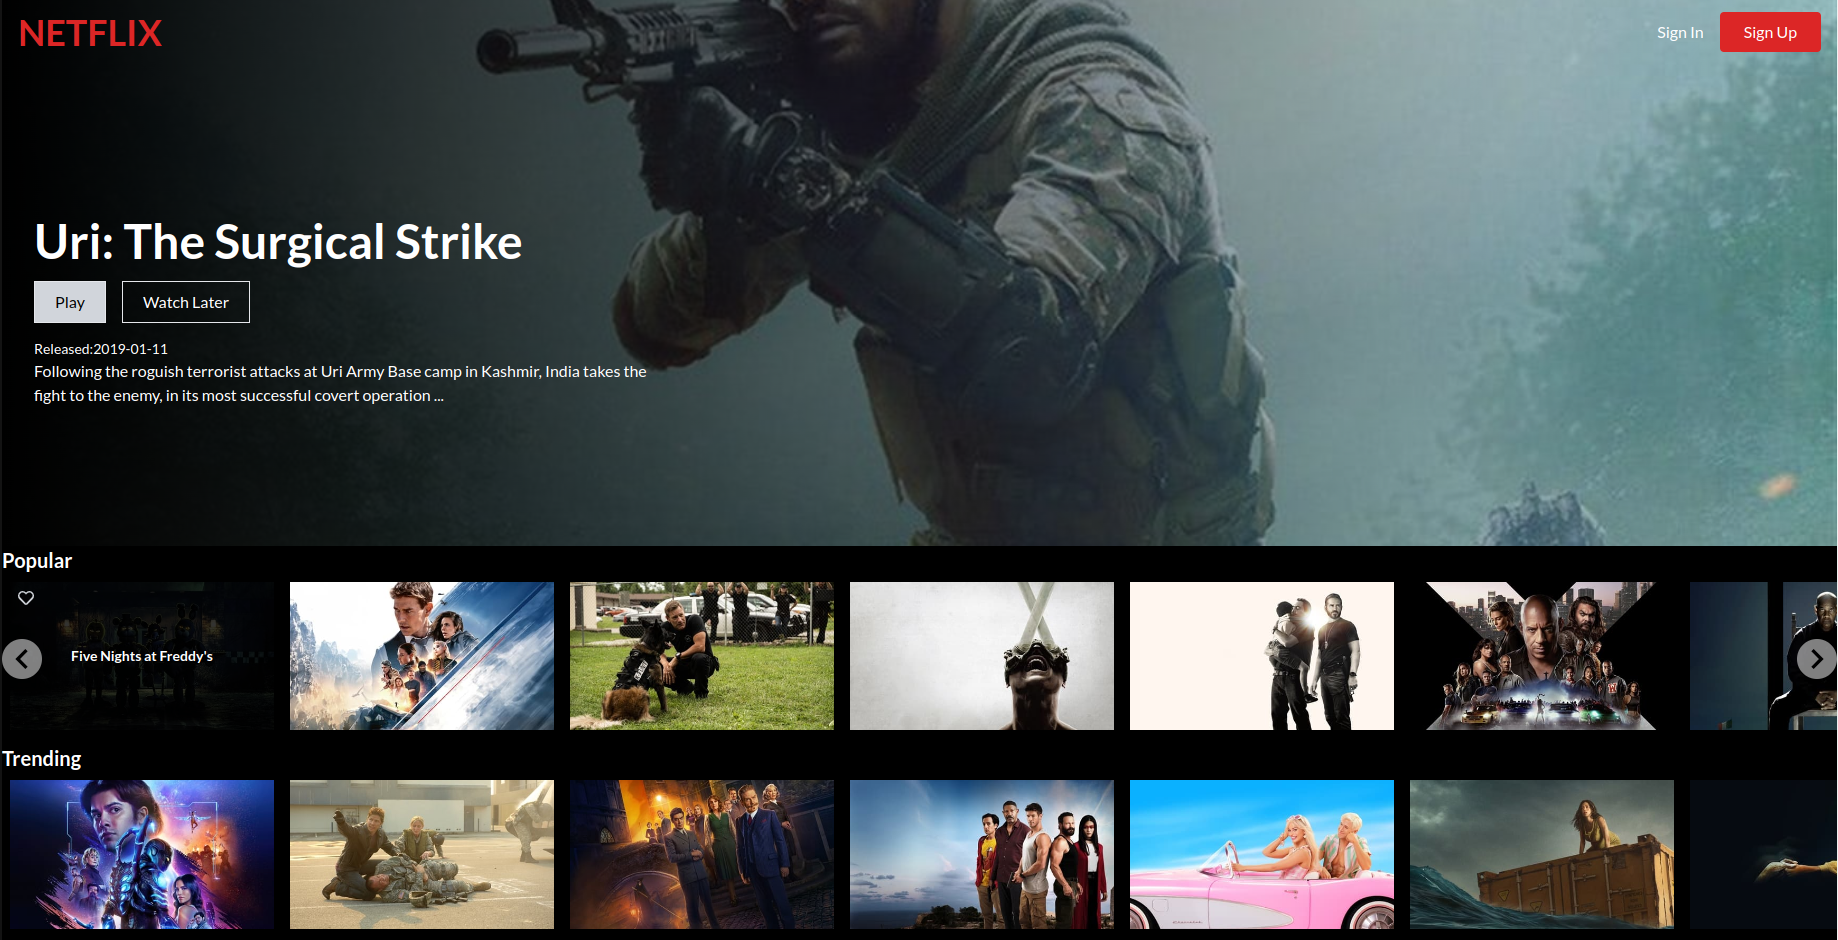 NETFLIX
Sign In
Sign Up
Uri: The Surgical Strike
Play
Watch Later
Released:2019-01-11
Following the roguish terrorist attacks at Uri Army Base camp in Kashmir, India takes the
fight to the enemy, in its most successful covert operation ...
Popular
Five Nights at Freddy's
Trending